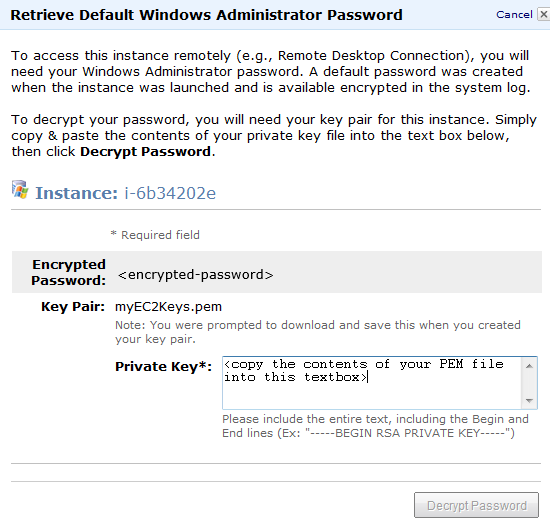 Retrieve Default Windows Administrator Password
Cancel
To access this instance remotely (e.g., Remote Desktop Connection), you will
need your Windows Administrator password. A default password was created
when the instance was launched and is available encrypted in the system log.
To decrypt your password, you will need your key pair for this instance. Simply
copy & paste the contents of your private key file into the text box below,
then click Decrypt Password.
Instance: i-6b34202e
* Required field
Encrypted
Password: <encrypted-password>
Key Pair: myEC2Keys.pem
Note: You were prompted to download and save this when you created
your key pair.
Private Key*: <copy the contents of your PEM file
into this textbox>
Please include the entire text, including the Begin and
End lines (Ex: "-----BEGIN RSA PRIVATE KEY-----")
Decrypt Password